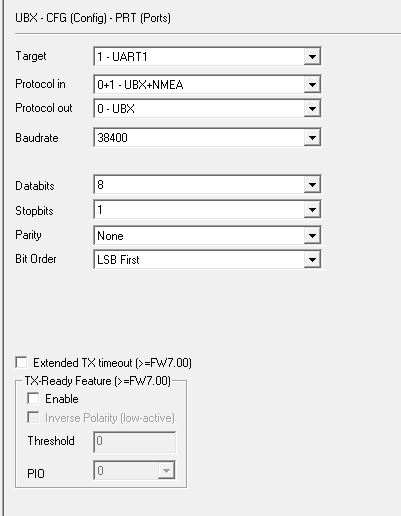 UBX - CFG (Config) - PRT (Ports)
Target 1 - UART1
Protocol in 0+1 - UBX+NMEA
Protocol out 0 - UBX
Baudrate 38400
Databits 8
Stopbits 1
Parity None
Bit Order LSB First
Extended TX timeout (>=FW7.00)
TX-Ready Feature (>=FW7.00)
Enable
Inverse Polarity (low-active)
Threshold 0
PIO 0